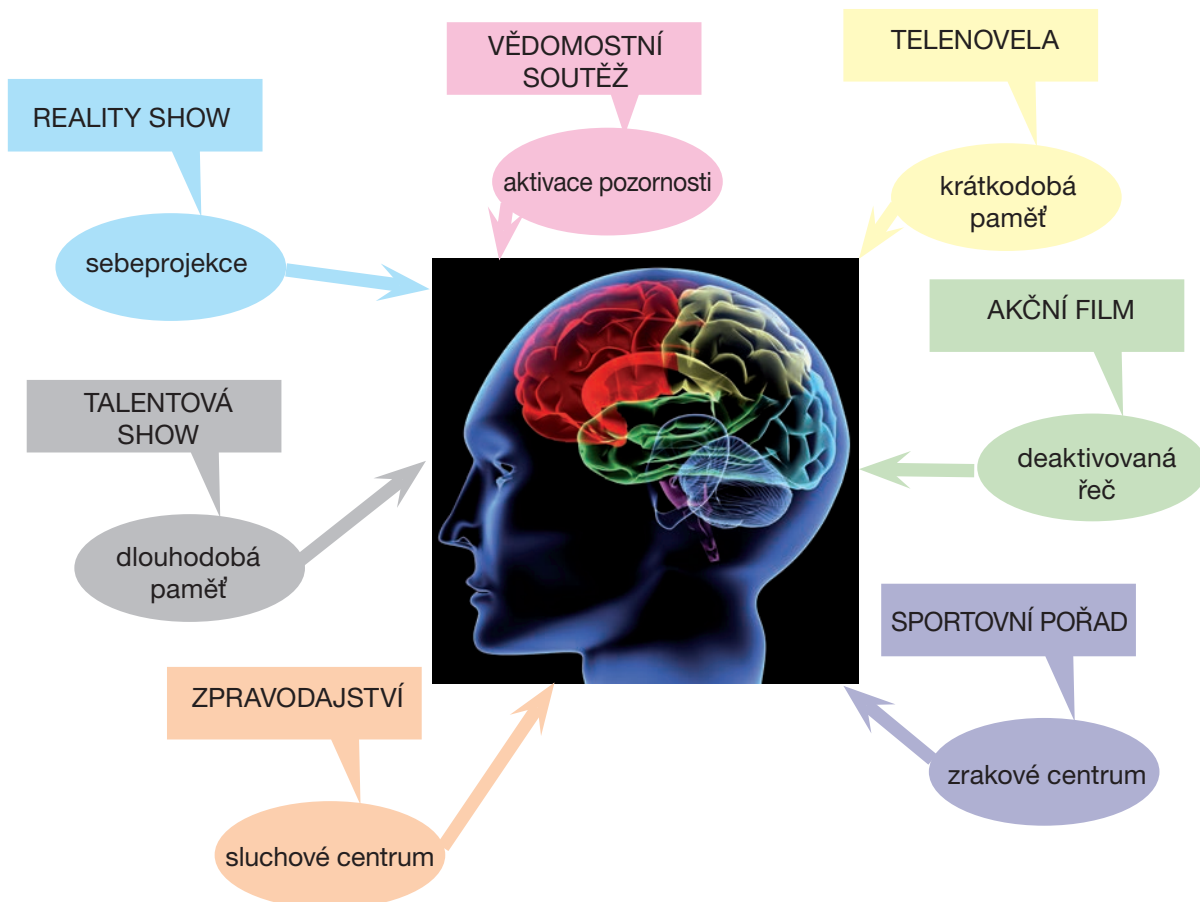 VĚDOMOSTNÍ
SOUTĚŽ
aktivace pozornosti
TELENOVELA
krátkodobá
paměť
REALITY SHOW
sebeprojekce
AKČNÍ FILM
deaktivovaná
řeč
TALENTOVÁ
SHOW
dlouhodobá
paměť
SPORTOVNÍ POŘAD
zrakové centrum
ZPRAVODAJSTVÍ
sluchové centrum